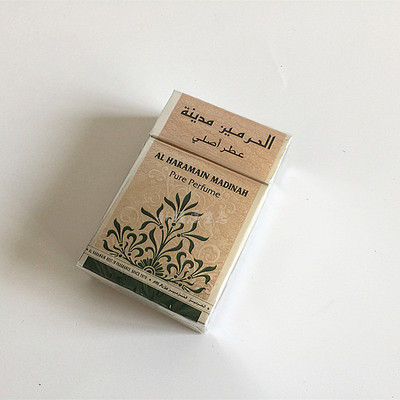 الحرمين مدينة
عطر أصلي
AL HARAMAIN MADINAH
Pure Perfume